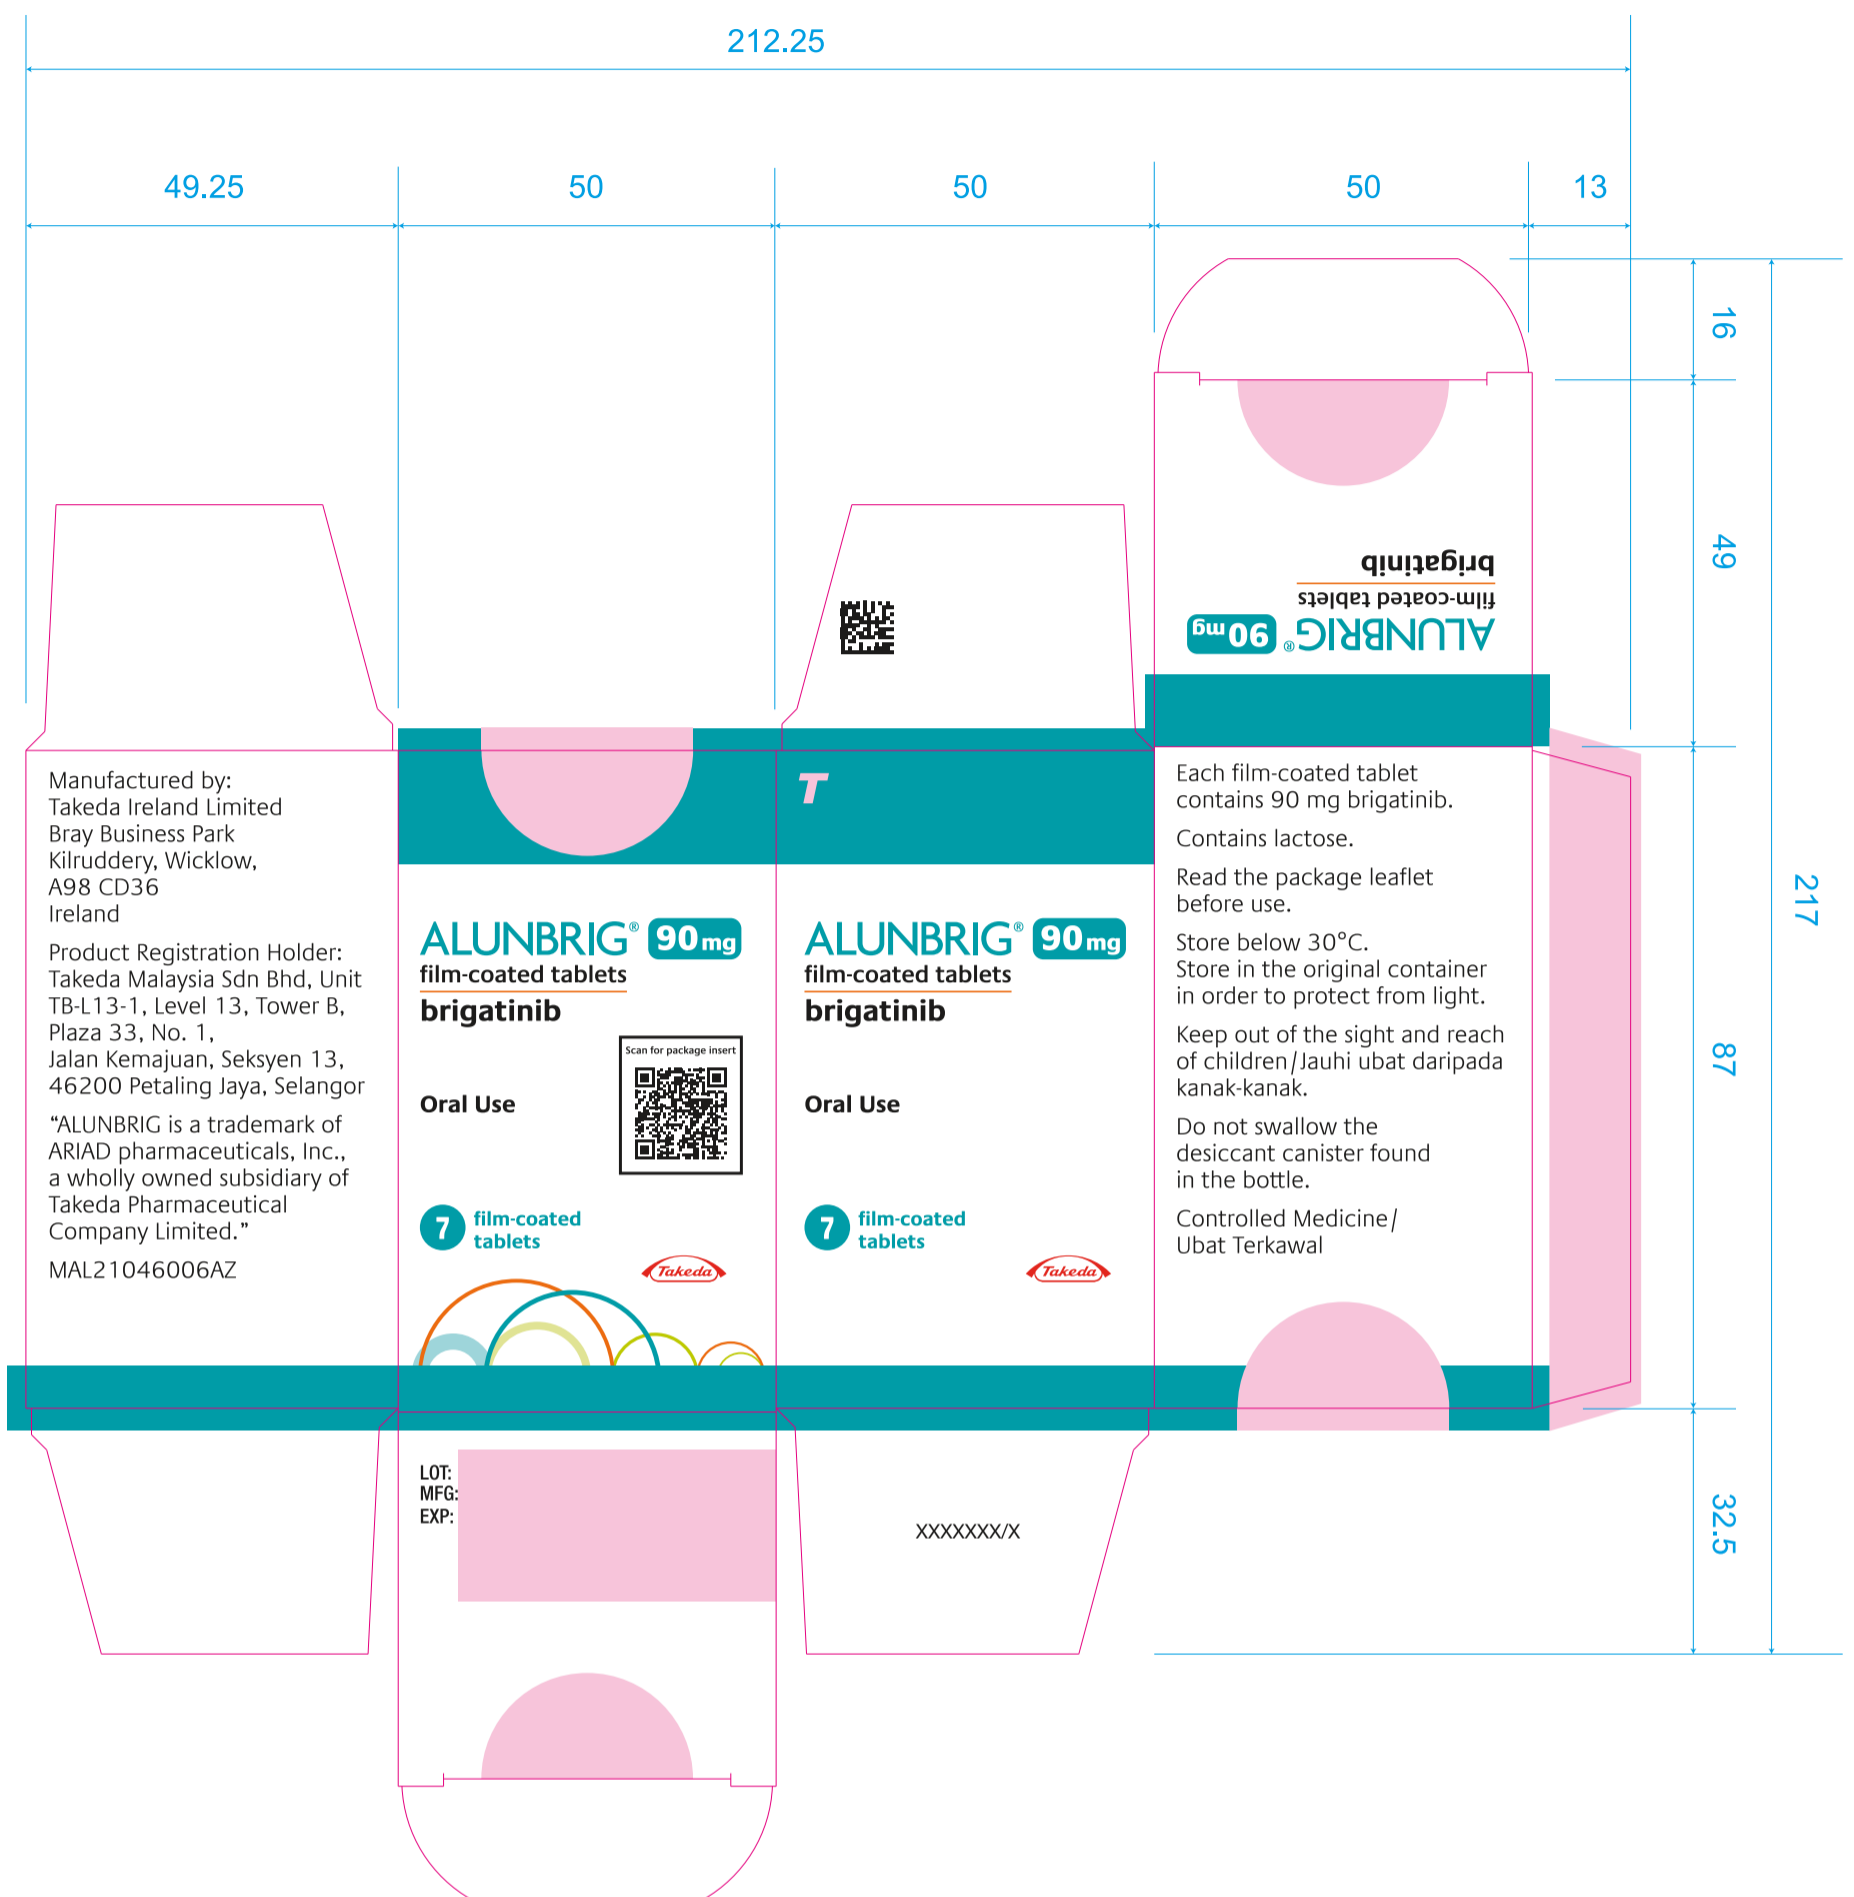 212.25
49.25
50
50
50
13
16
49
217
87
32.5
brigatinib
film-coated tablets
ALUNBRIG® 90 mg
Manufactured by:
Takeda Ireland Limited
Bray Business Park
Kilruddery, Wicklow,
A98 CD36
Ireland
Product Registration Holder:
Takeda Malaysia Sdn Bhd, Unit
TB-L13-1, Level 13, Tower B,
Plaza 33, No. 1,
Jalan Kemajuan, Seksyen 13,
46200 Petaling Jaya, Selangor
“ALUNBRIG is a trademark of
ARIAD pharmaceuticals, Inc.,
a wholly owned subsidiary of
Takeda Pharmaceutical
Company Limited.”
MAL21046006AZ
ALUNBRIG® 90 mg
film-coated tablets
brigatinib
Scan for package insert
Oral Use
7 film-coated
tablets
Takeda
T
ALUNBRIG® 90 mg
film-coated tablets
brigatinib
Oral Use
7 film-coated
tablets
Takeda
Each film-coated tablet
contains 90 mg brigatinib.
Contains lactose.
Read the package leaflet
before use.
Store below 30°C.
Store in the original container
in order to protect from light.
Keep out of the sight and reach
of children/Jauhi ubat daripada
kanak-kanak.
Do not swallow the
desiccant canister found
in the bottle.
Controlled Medicine/
Ubat Terkawal
LOT:
MFG:
EXP:
XXXXXXX/X